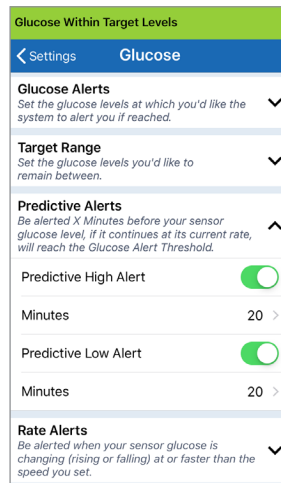 Glucose Within Target Levels
Settings Glucose
Glucose Alerts
Set the glucose levels at which you'd like the
system to alert you if reached.
Target Range
Set the glucose levels you'd like to
remain between.
Predictive Alerts
Be alerted X Minutes before your sensor
glucose level, if it continues at its current rate,
will reach the Glucose Alert Threshold.
Predictive High Alert
Minutes 20
Predictive Low Alert
Minutes 20
Rate Alerts
Be alerted when your sensor glucose is
changing (rising or falling) at or faster than the
speed you set.